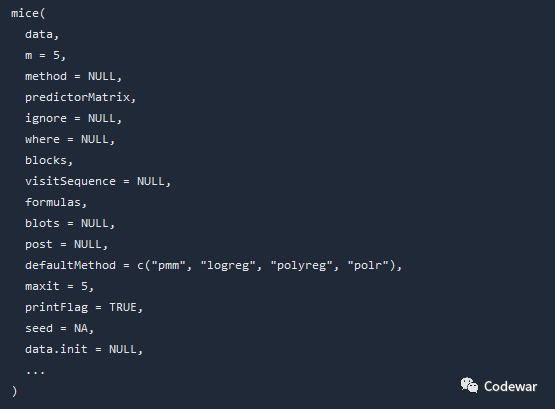 mice(
  data,
  m = 5,
  method = NULL,
  predictorMatrix,
  ignore = NULL,
  where = NULL,
  blocks,
  visitSequence = NULL,
  formulas,
  blots = NULL,
  post = NULL,
  defaultMethod = c("pmm", "logreg", "polyreg", "polr"),
  maxit = 5,
  printFlag = TRUE,
  seed = NA,
  data.init = NULL,
  ...
)
Codewar